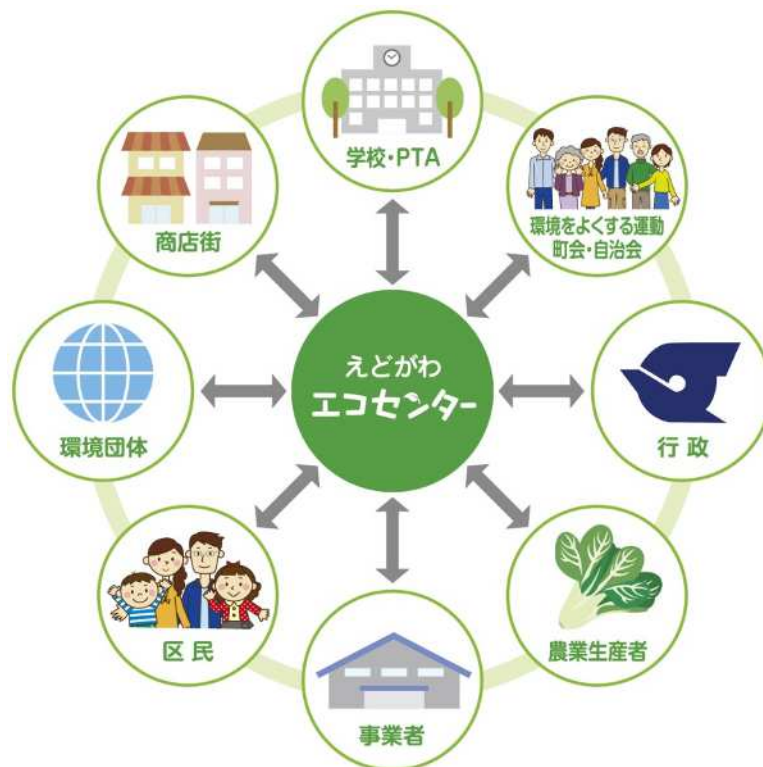 学校・PTA
環境をよくする運動
町会・自治会
商店街
えどがわ
エコセンター
行政
環境団体
農業生産者
区民
事業者